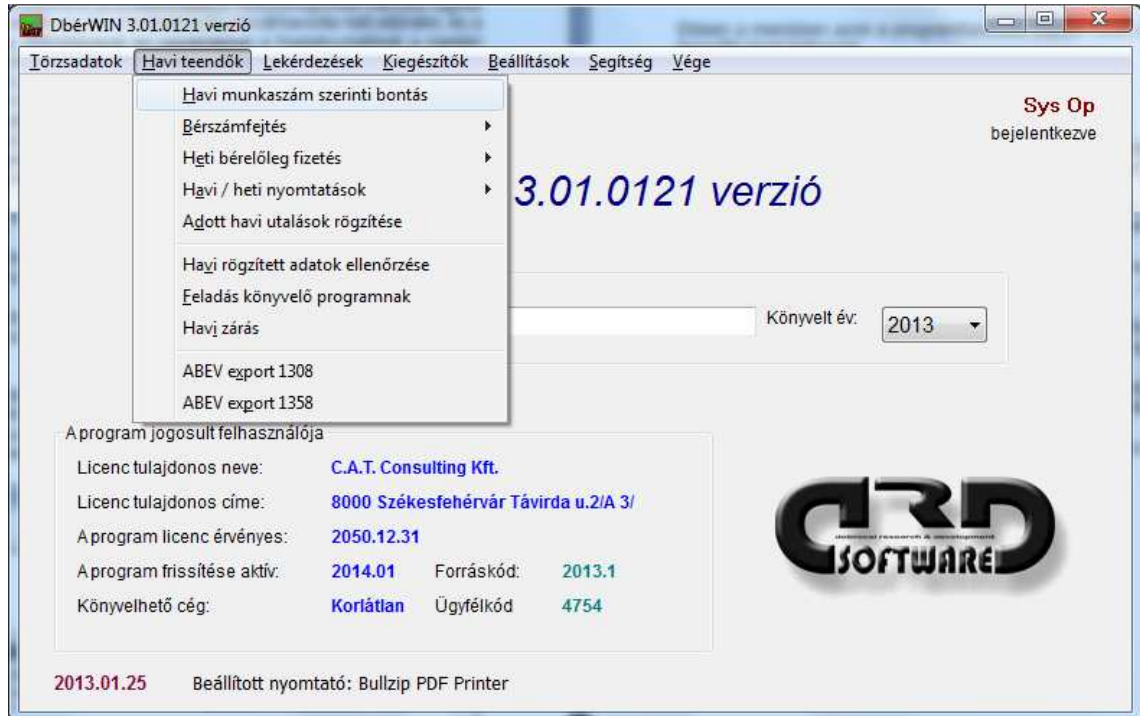 DbérWIN 3.01.0121 verzió
Törzsadatok Havi teendők Lekérdezések Kiegészítők Beállítások Segítség Vége
Havi munkaszám szerinti bontás
Sys Op
Bérszámfejtés
bejelentkezve
Heti bérelőleg fizetés
Havi / heti nyomtatások
3.01.0121 verzió
Adott havi utalások rögzítése
Havi rögzített adatok ellenőrzése
Feladás könyvelő programnak
Könyvelt év: 2013
Havi zárás
ABEV export 1308
ABEV export 1358
A program jogosult felhasználója
Licenc tulajdonos neve: C.A.T. Consulting Kft.
Licenc tulajdonos címe: 8000 Székesfehérvár Távirda u.2/A 3/
A program licenc érvényes: 2050.12.31
A program frissítése aktív: 2014.01 Forráskód: 2013.1
Könyvelhető cég: Korlátlan Ügyfélkód 4754
DRD
debrecei research & development
SOFTWARE
2013.01.25 Beállított nyomtató: Bullzip PDF Printer